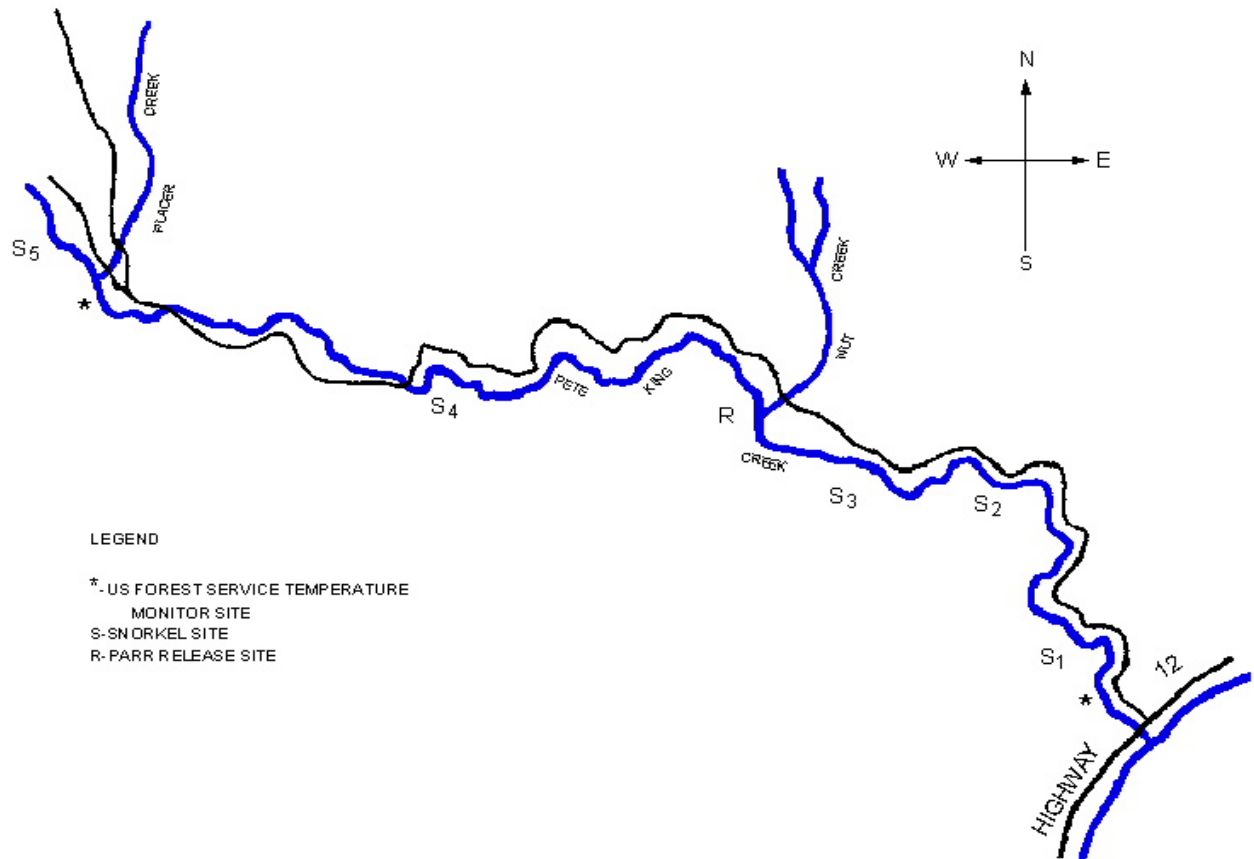 CREEK
PLACER
S5
*
N
W E
S
CREEK
NUT
S4
PETE
KING
R
CREEK
S3
S2
S1
*
HIGHWAY 12
LEGEND
*-US FOREST SERVICE TEMPERATURE
MONITOR SITE
S-SNORKEL SITE
R-PARR RELEASE SITE